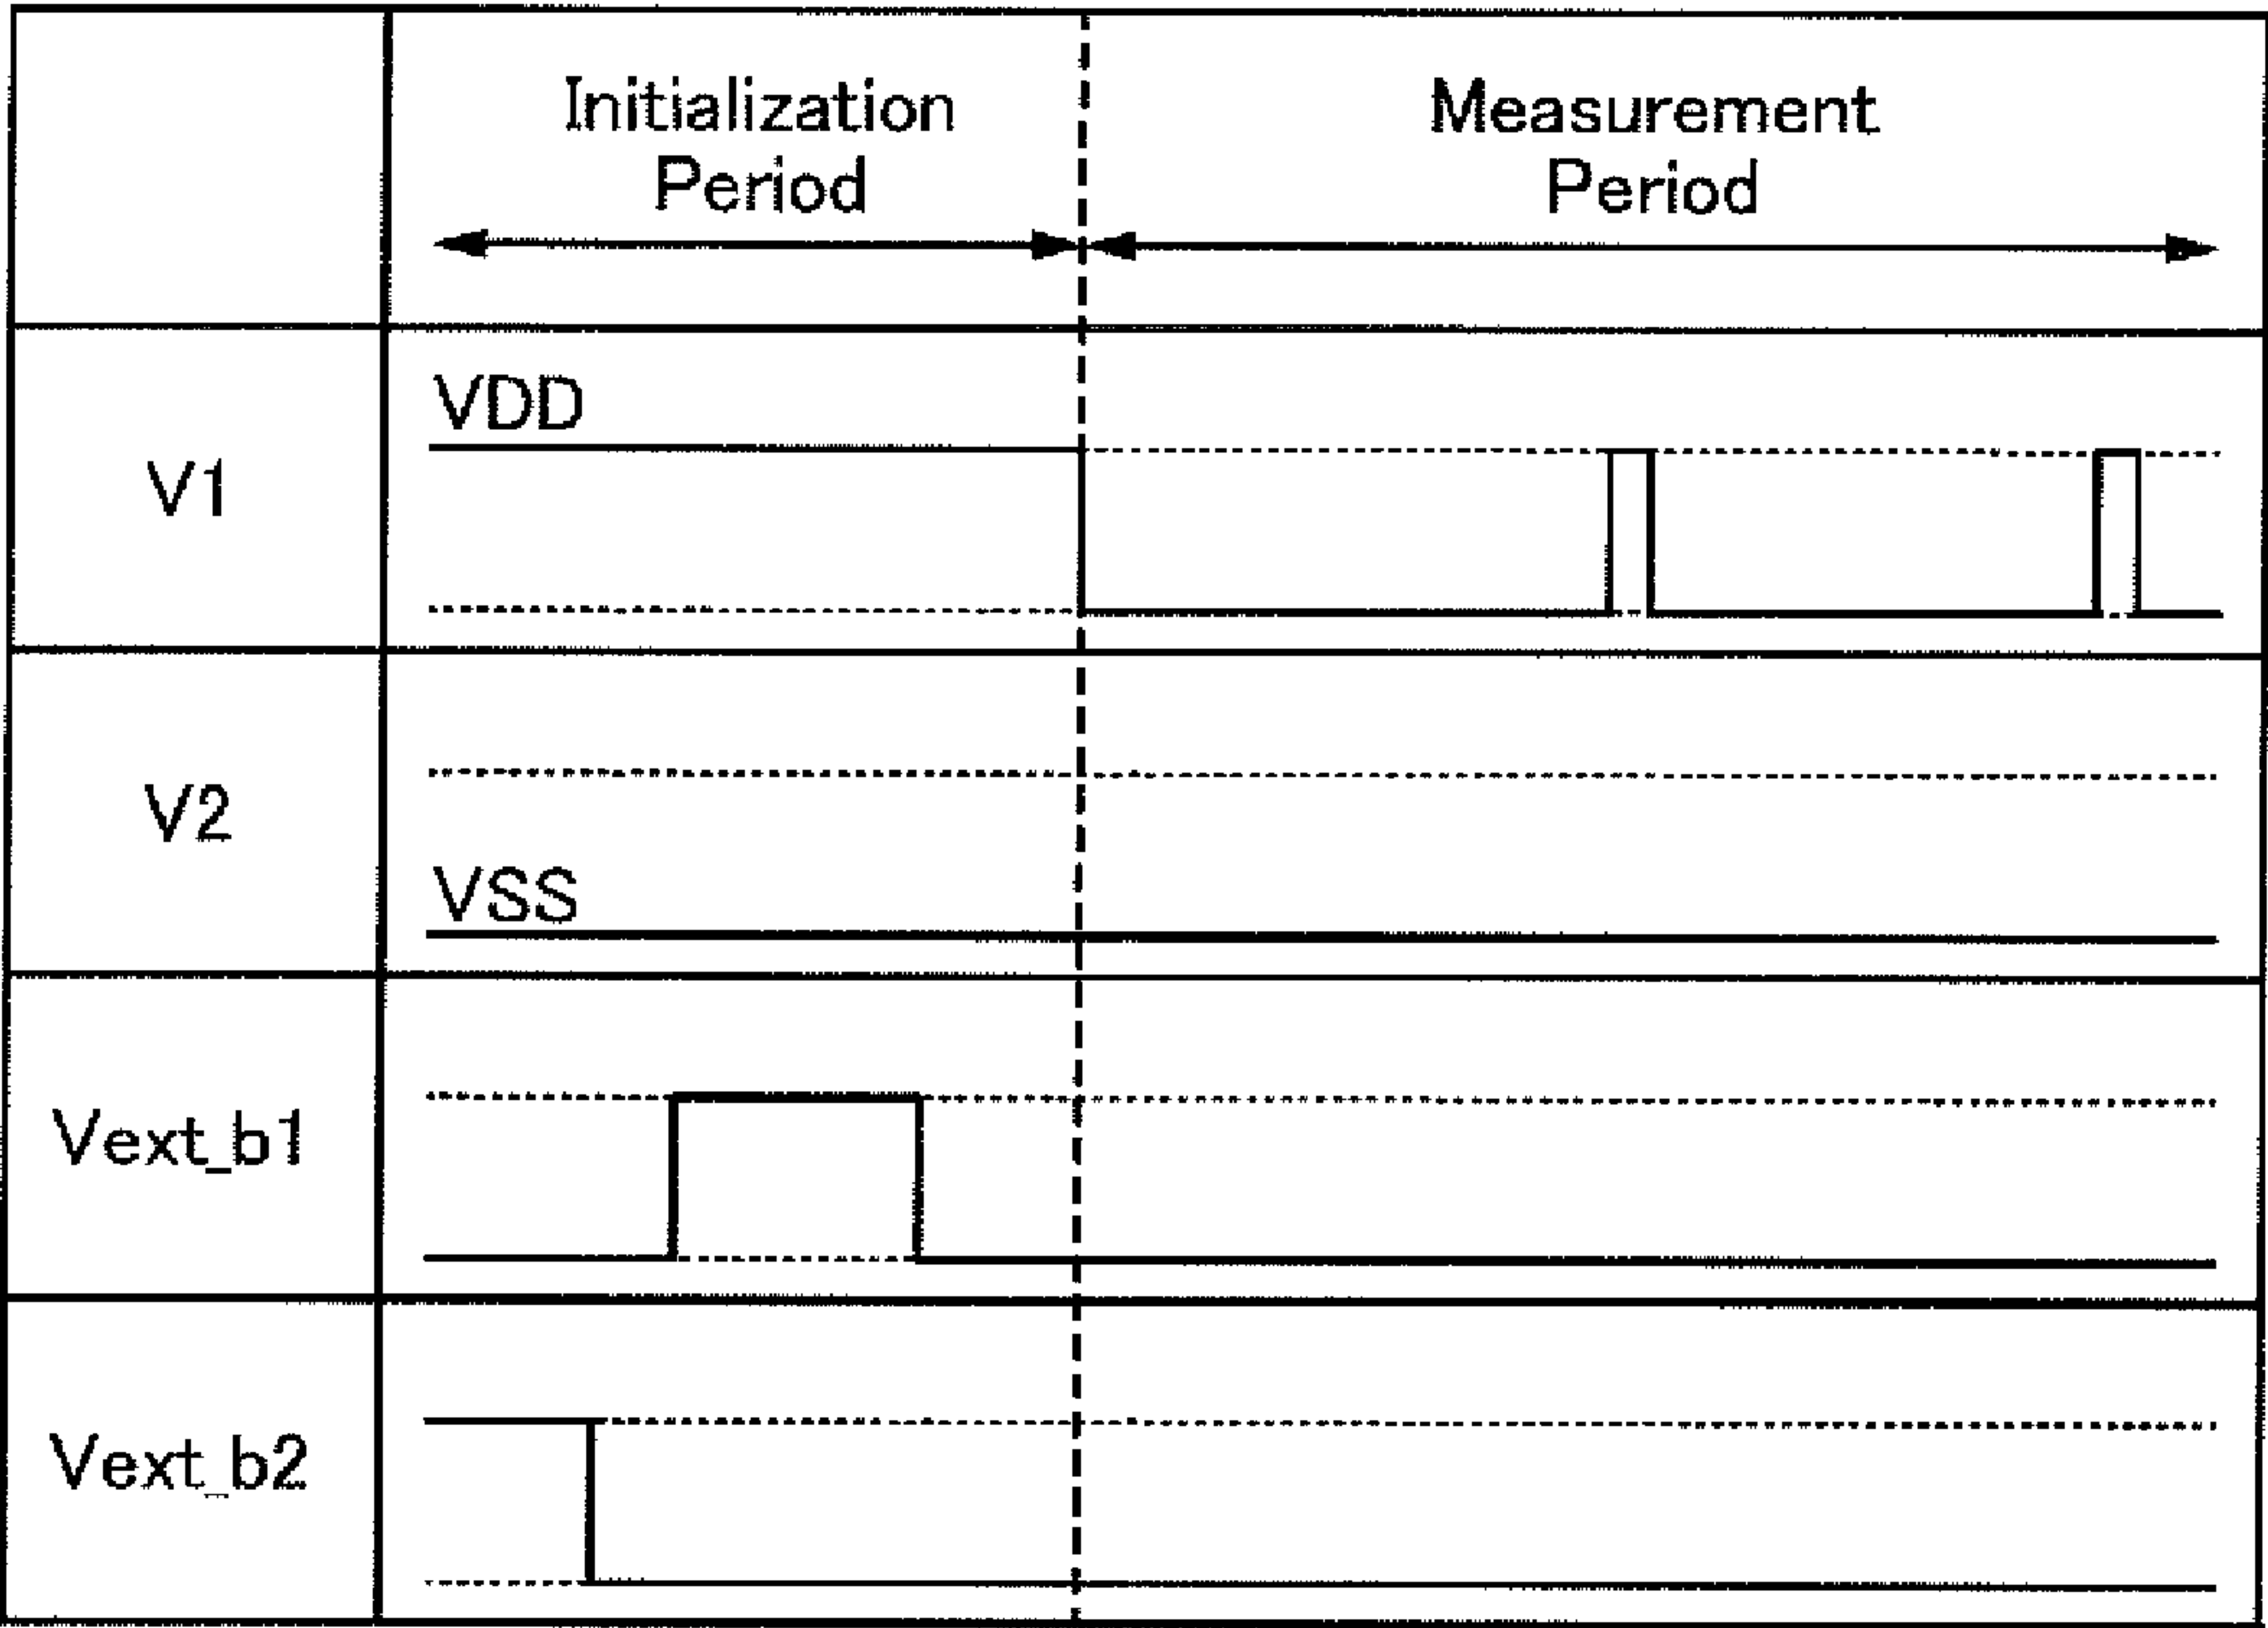 Initialization
Period
Measurement
Period
VDD
V1
V2
VSS
Vext_b1
Vext_b2